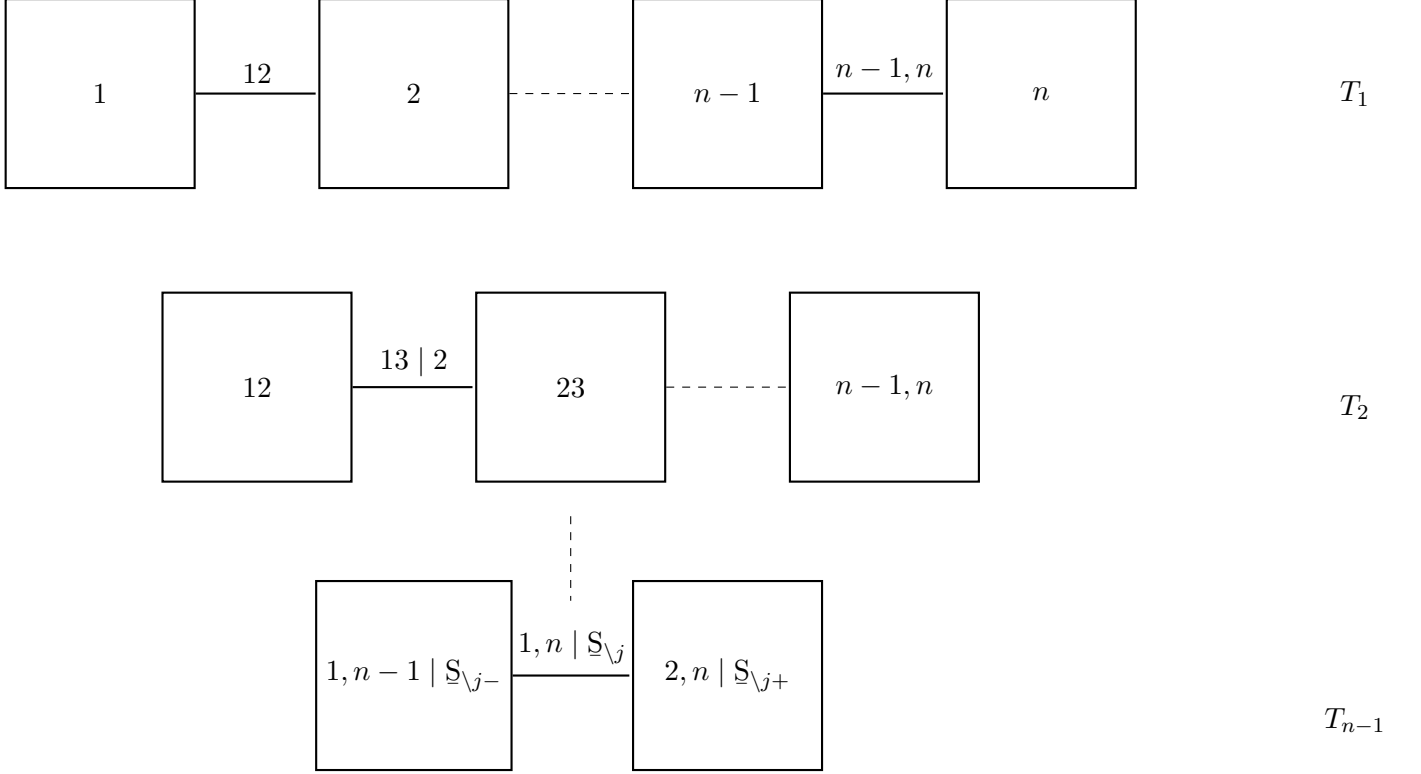 1 12 2 n − 1 n − 1, n n T₁
12 13 | 2 23 n − 1, n T₂
1, n − 1 | S̱\j− 1, n | S̱\j 2, n | S̱\j+ Tₙ₋₁